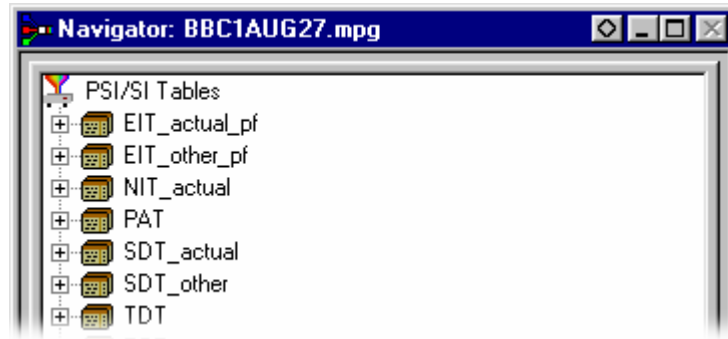 Navigator: BBC1AUG27.mpg
PSI/SI Tables
EIT_actual_pf
EIT_other_pf
NIT_actual
PAT
SDT_actual
SDT_other
TDT